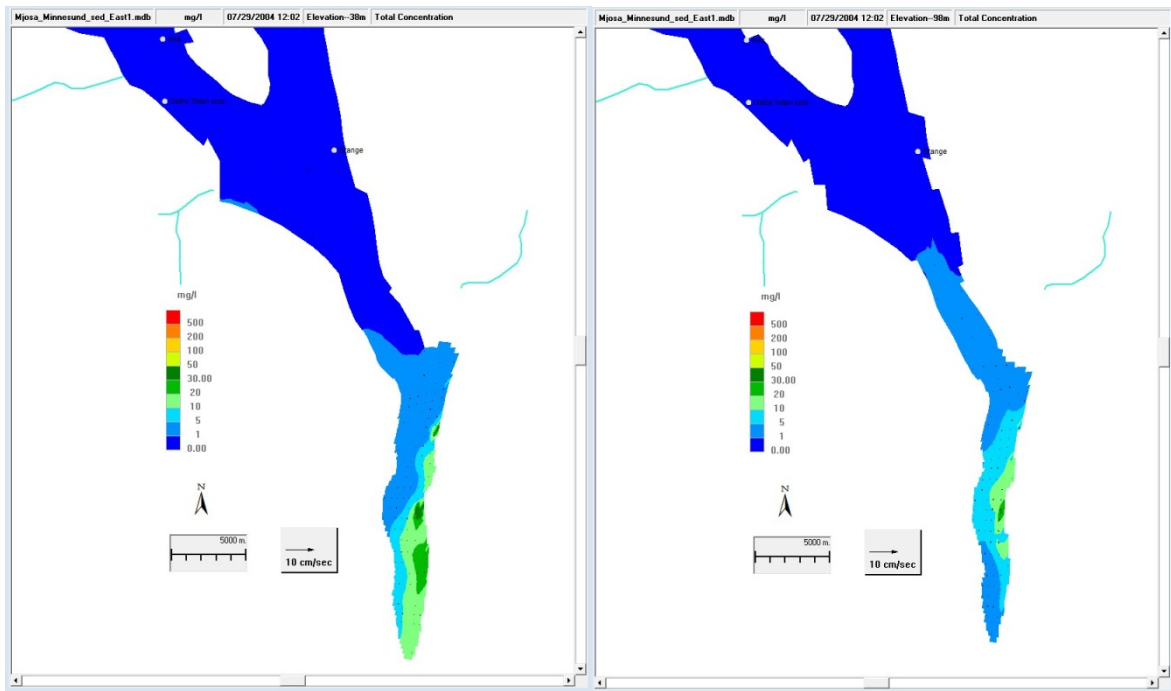 Mjosa_Minnesund_sed_East1.mdb mg/l 07/29/2004 12:02 Elevation--38m Total Concentration
Stange
mg/l
500
200
100
50
30.00
20
10
5
1
0.00
N
5000 m.
10 cm/sec
Mjosa_Minnesund_sed_East1.mdb mg/l 07/29/2004 12:02 Elevation--98m Total Concentration
Stange
mg/l
500
200
100
50
30.00
20
10
5
1
0.00
N
5000 m.
10 cm/sec